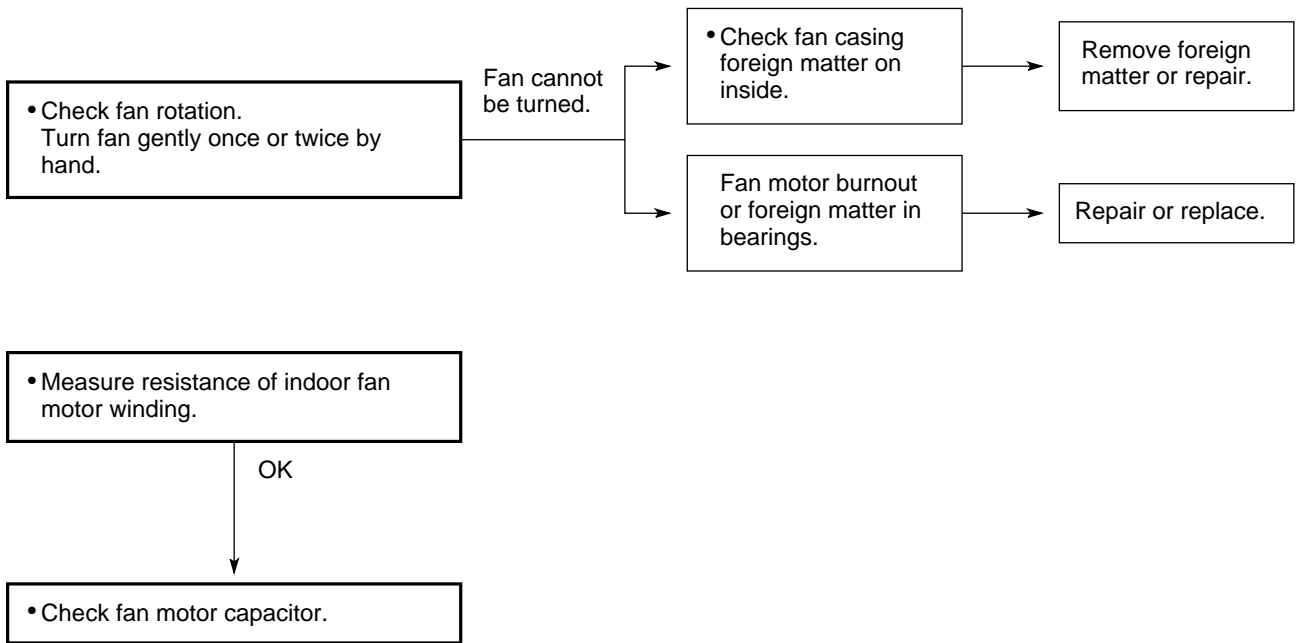 • Check fan rotation.
Turn fan gently once or twice by
hand.
Fan cannot
be turned.
• Check fan casing
foreign matter on
inside.
Remove foreign
matter or repair.
Fan motor burnout
or foreign matter in
bearings.
Repair or replace.
• Measure resistance of indoor fan
motor winding.
OK
• Check fan motor capacitor.